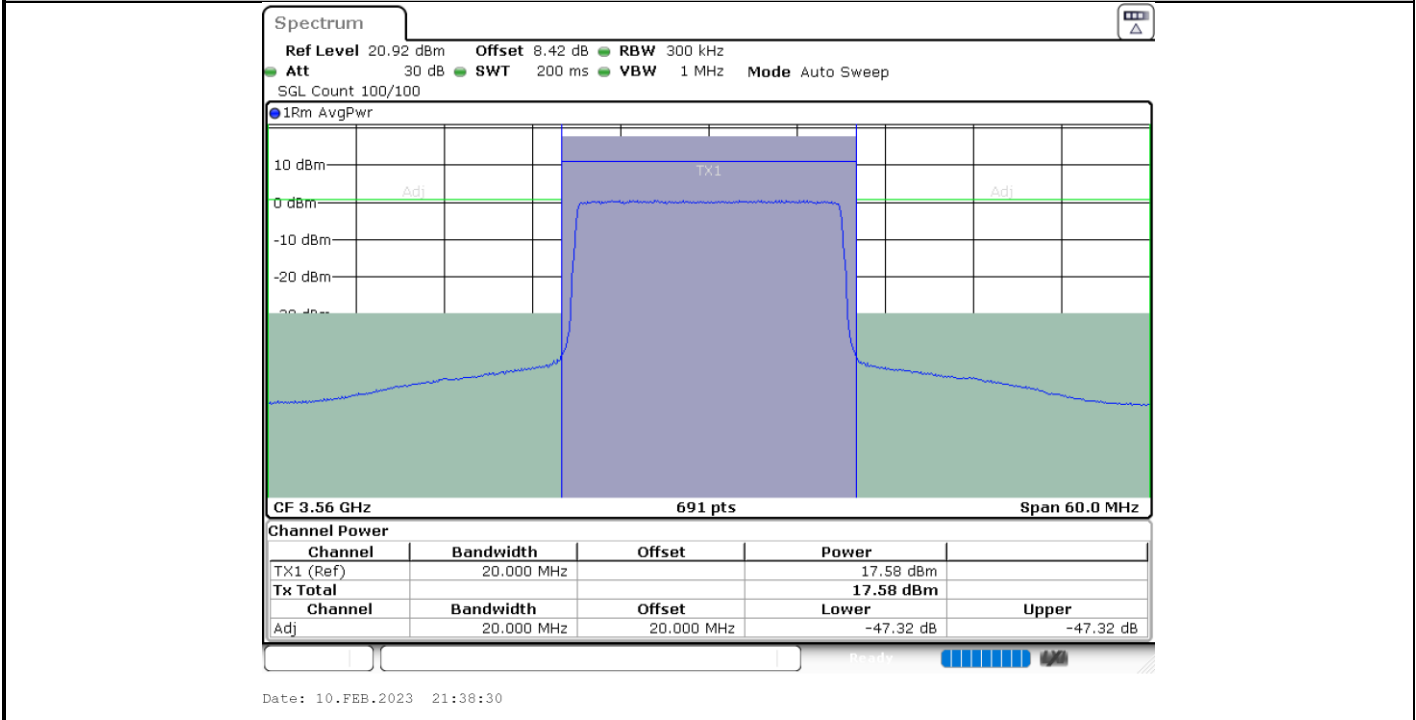 Spectrum
Ref Level 20.92 dBm Offset 8.42 dB RBW 300 kHz
Att 30 dB SWT 200 ms VBW 1 MHz Mode Auto Sweep
SGL Count 100/100
1Rm AvgPwr
10 dBm
TX1
Adj Adj
0 dBm
-10 dBm
-20 dBm
CF 3.56 GHz 691 pts Span 60.0 MHz
Channel Power
Channel Bandwidth Offset Power
TX1 (Ref) 20.000 MHz 17.58 dBm
Tx Total 17.58 dBm
Channel Bandwidth Offset Lower Upper
Adj 20.000 MHz 20.000 MHz -47.32 dB -47.32 dB
Ready
Date: 10.FEB.2023 21:38:30